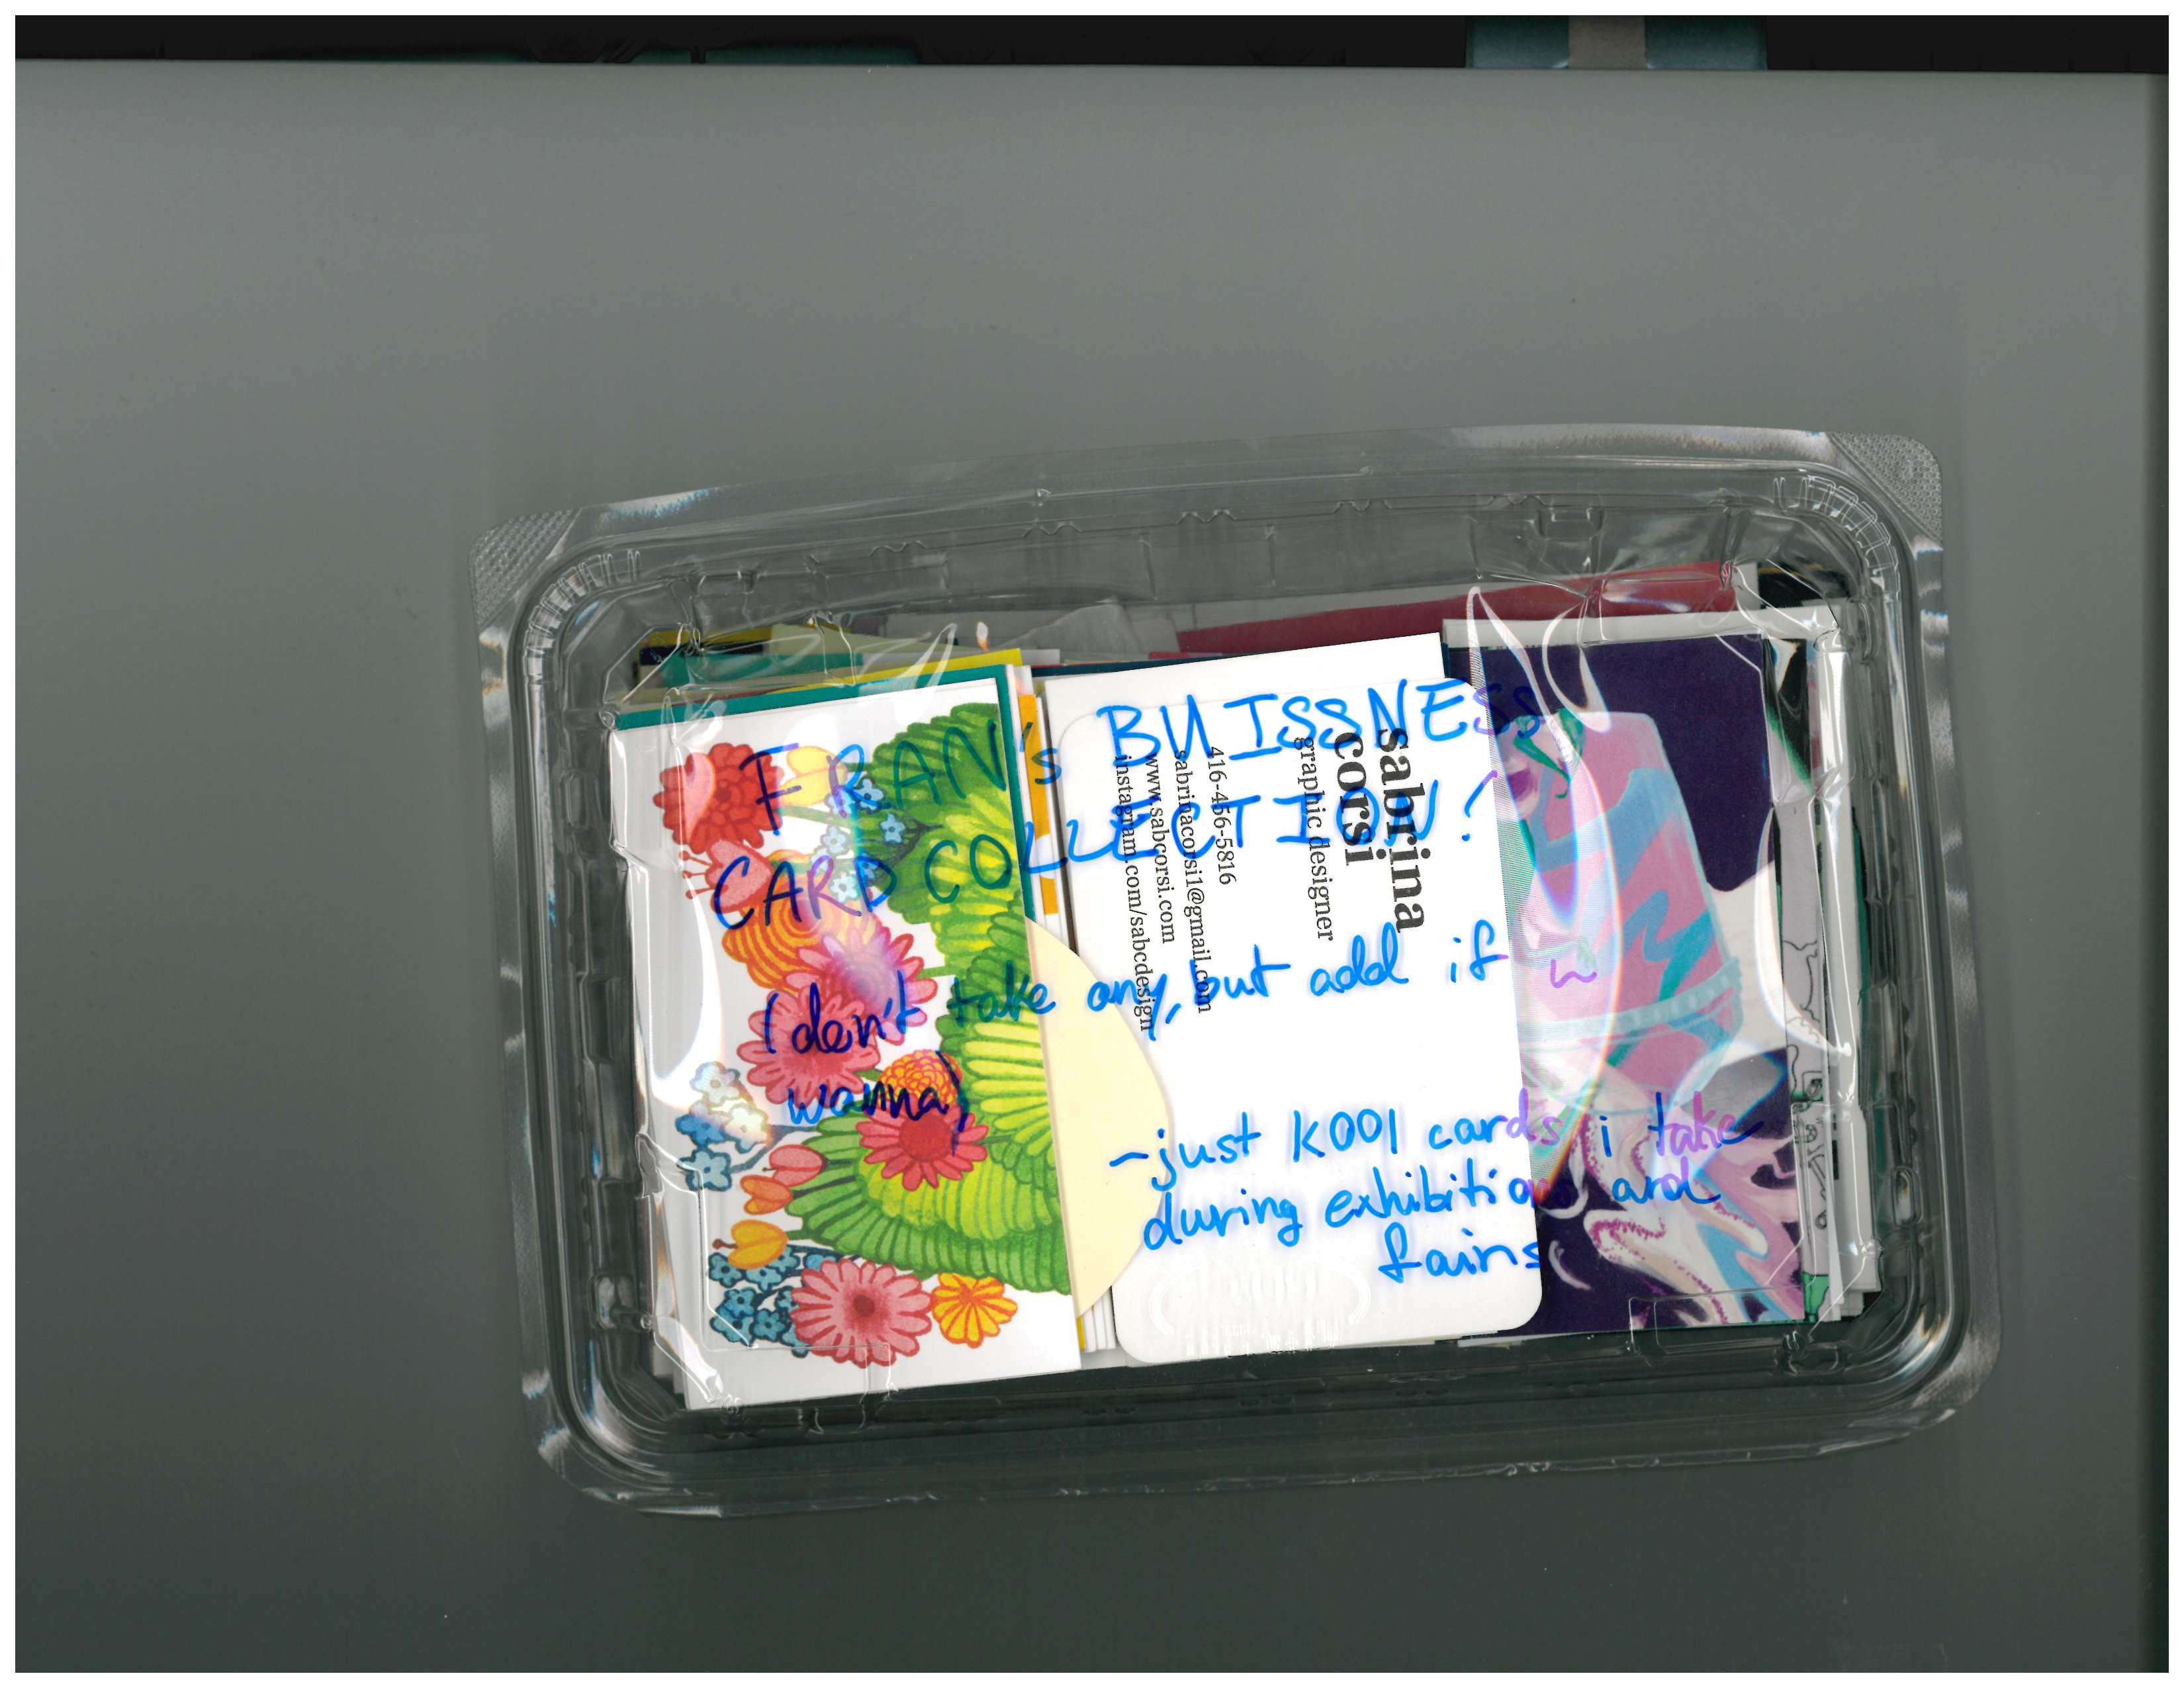 FRAN's BUISSNESS
CARD COLLECTION!
(don't take any, but add if u
wanna)
-just kool cards i take
during exhibitions and
fairs
sabrina
corsi
graphic designer
416-456-5816
sabrinacorsi1@gmail.com
www.sabcorsi.com
instagram.com/sabcdesign